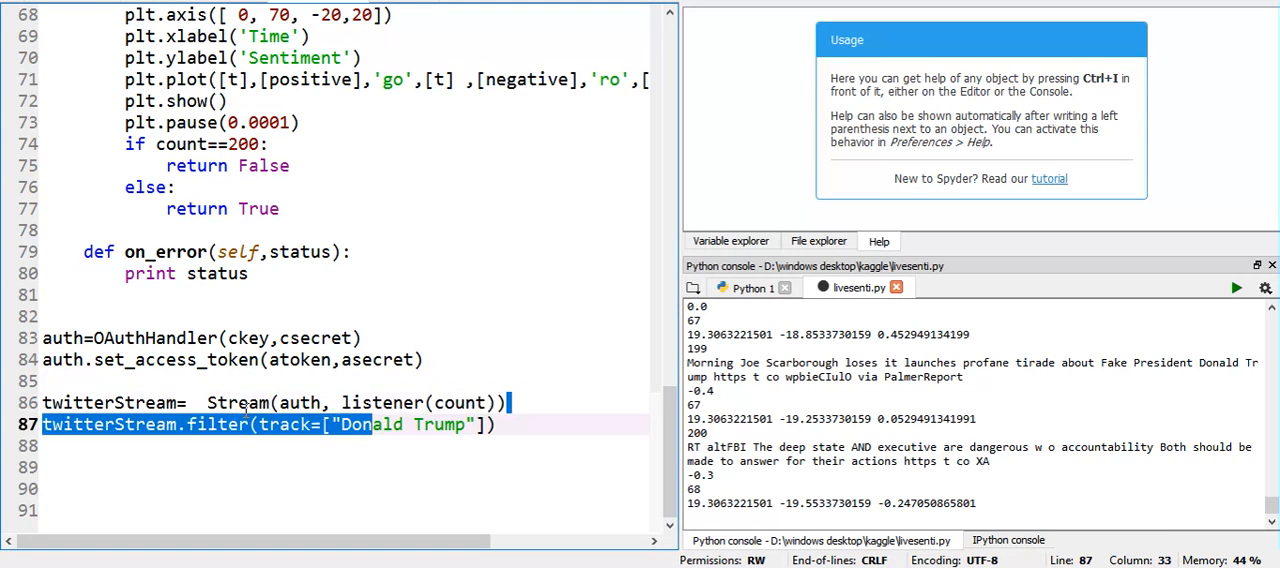 68 plt.axis([ 0, 70, -20,20])
69 plt.xlabel('Time')
70 plt.ylabel('Sentiment')
71 plt.plot([t],[positive],'go',[t] ,[negative],'ro',[
72 plt.show()
73 plt.pause(0.0001)
74 if count==200:
75 return False
76 else:
77 return True
78
79 def on_error(self,status):
80 print status
81
82
83 auth=OAuthHandler(ckey,csecret)
84 auth.set_access_token(atoken,asecret)
85
86 twitterStream=  Stream(auth, listener(count))
87 twitterStream.filter(track=["Donald Trump"])
88
89
90
91
Usage
Here you can get help of any object by pressing Ctrl+I in
front of it, either on the Editor or the Console.
Help can also be shown automatically after writing a left
parenthesis next to an object. You can activate this
behavior in Preferences > Help.
New to Spyder? Read our tutorial
Variable explorer File explorer Help
Python console - D:\windows desktop\kaggle\livesenti.py
Python 1 livesenti.py
0.0
67
19.3063221501 -18.8533730159 0.452949134199
199
Morning Joe Scarborough loses it launches profane tirade about Fake President Donald Tr
ump https t co wpbieCIulO via PalmerReport
-0.4
67
19.3063221501 -19.2533730159 0.0529491341991
200
RT altFBI The deep state AND executive are dangerous w o accountability Both should be
made to answer for their actions https t co XA
-0.3
68
19.3063221501 -19.5533730159 -0.247050865801
Python console - D:\windows desktop\kaggle\livesenti.py IPython console
Permissions: RW End-of-lines: CRLF Encoding: UTF-8 Line: 87 Column: 33 Memory: 44 %